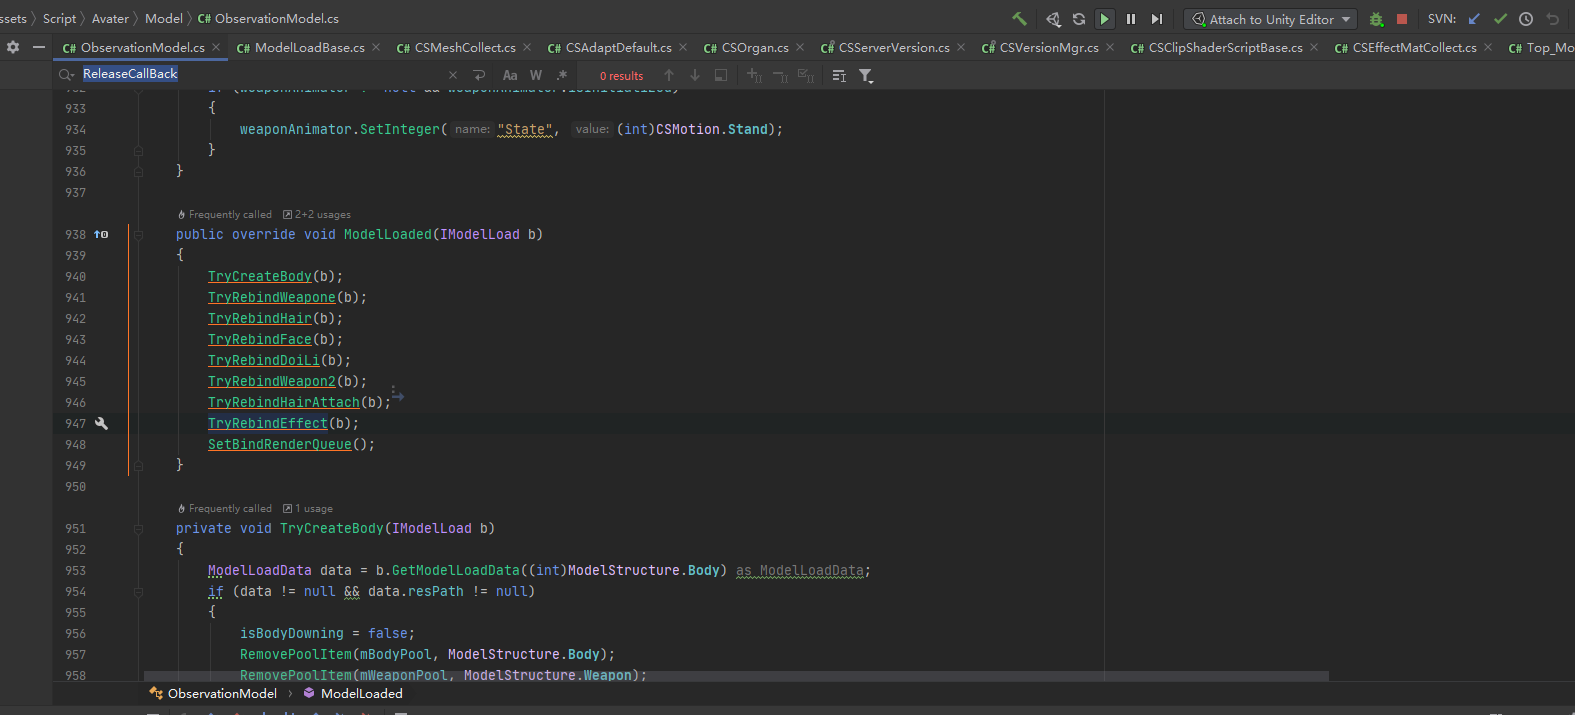 ssets 〉 Script 〉 Avater 〉 Model 〉 C# ObservationModel.cs
Attach to Unity Editor
SVN:
C# ObservationModel.cs
C# ModelLoadBase.cs
C# CSMeshCollect.cs
C# CSAdaptDefault.cs
C# CSOrgan.cs
C# CSServerVersion.cs
C# CSVersionMgr.cs
C# CSClipShaderScriptBase.cs
C# CSEffectMatCollect.cs
C# Top_Mo
ReleaseCallBack
Aa W .*
0 results
933 {
934 weaponAnimator.SetInteger( name: "State", value: (int)CSMotion.Stand);
935 }
936 }
937
Frequently called 2+2 usages
938 public override void ModelLoaded(IModelLoad b)
939 {
940 TryCreateBody(b);
941 TryRebindWeapone(b);
942 TryRebindHair(b);
943 TryRebindFace(b);
944 TryRebindDoiLi(b);
945 TryRebindWeapon2(b);
946 TryRebindHairAttach(b);
947 TryRebindEffect(b);
948 SetBindRenderQueue();
949 }
950
Frequently called 1 usage
951 private void TryCreateBody(IModelLoad b)
952 {
953 ModelLoadData data = b.GetModelLoadData((int)ModelStructure.Body) as ModelLoadData;
954 if (data != null && data.resPath != null)
955 {
956 isBodyDowning = false;
957 RemovePoolItem(mBodyPool, ModelStructure.Body);
958 RemovePoolItem(mWeaponPool, ModelStructure.Weapon);
ObservationModel 〉 ModelLoaded